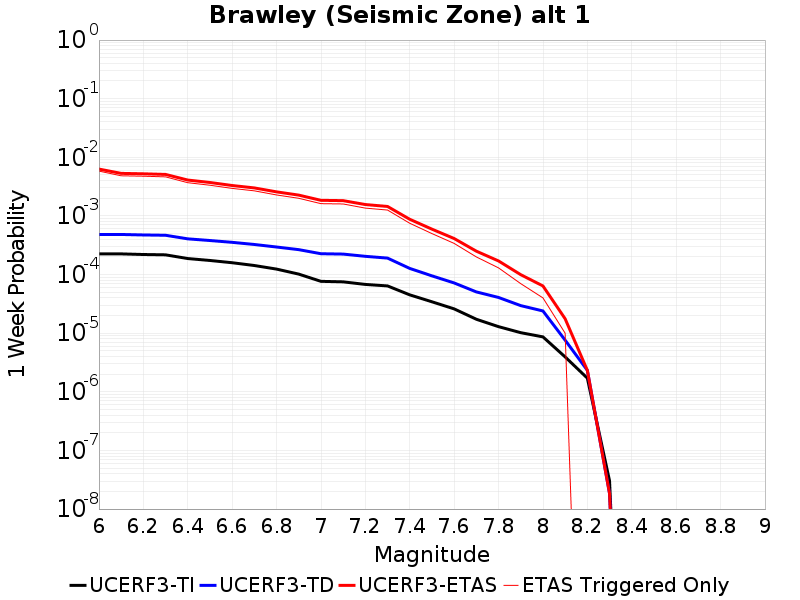 Brawley (Seismic Zone) alt 1
10^0
10^-1
10^-2
10^-3
10^-4
10^-5
10^-6
10^-7
10^-8
1 Week Probability
6 6.2 6.4 6.6 6.8 7 7.2 7.4 7.6 7.8 8 8.2 8.4 8.6 8.8 9
Magnitude
UCERF3-TI UCERF3-TD UCERF3-ETAS ETAS Triggered Only